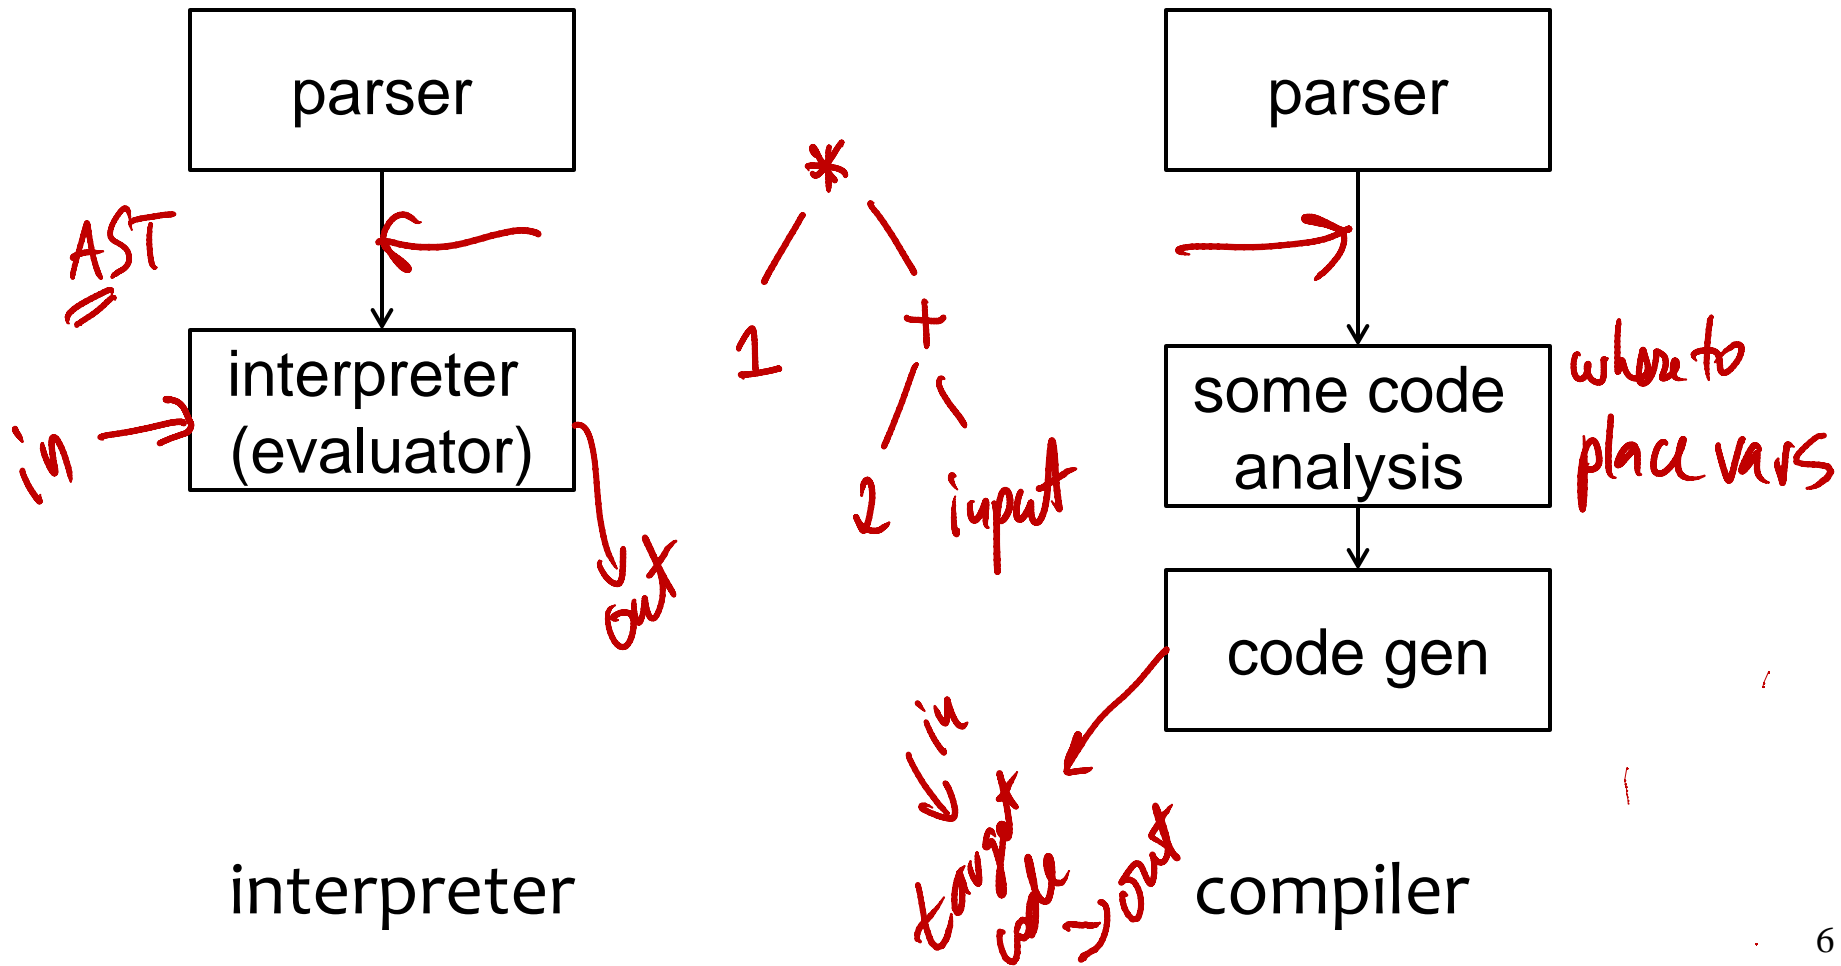 parser
parser
*
AST
1
+
interpreter
(evaluator)
in
some code
analysis
where to
place vars
2 input
out
code gen
in
target
code
→ out
interpreter
compiler
6